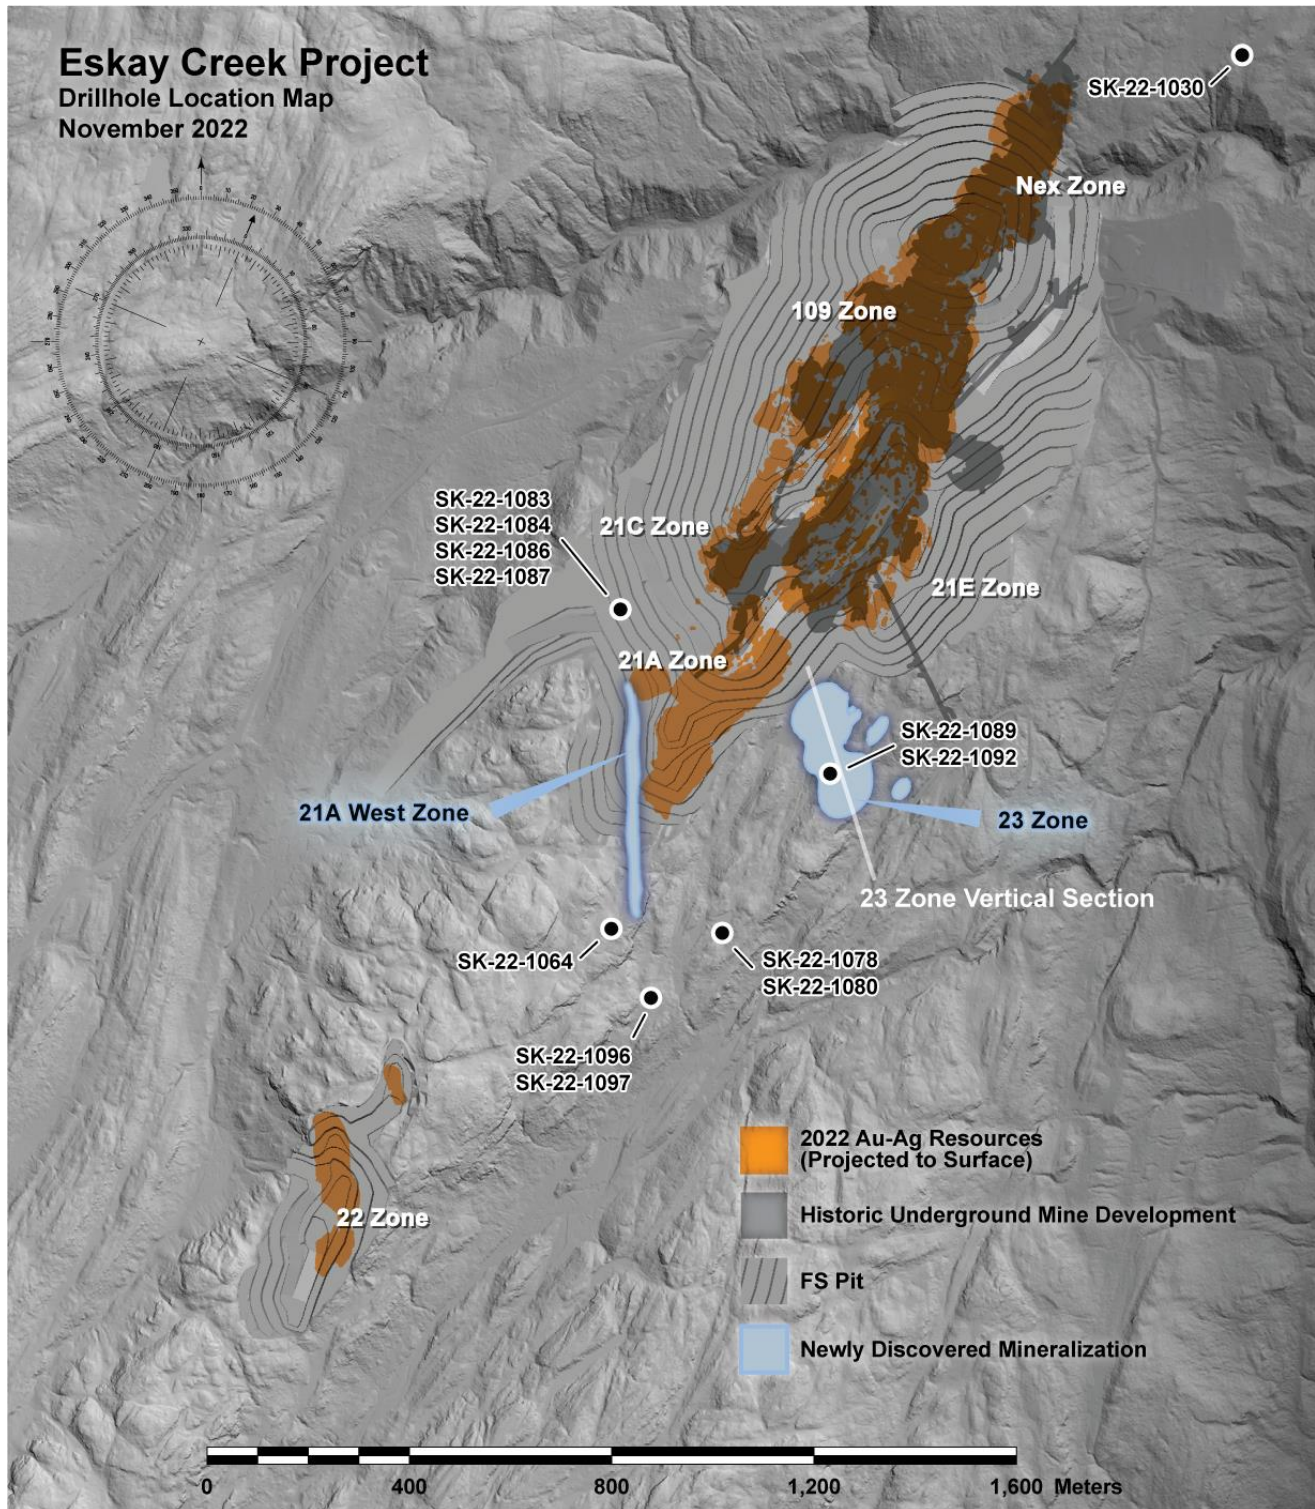 Eskay Creek Project
Drillhole Location Map
November 2022
SK-22-1030
Nex Zone
109 Zone
SK-22-1083
SK-22-1084
SK-22-1086
SK-22-1087
21C Zone
21E Zone
21A Zone
SK-22-1089
SK-22-1092
21A West Zone
23 Zone
23 Zone Vertical Section
SK-22-1064
SK-22-1078
SK-22-1080
SK-22-1096
SK-22-1097
22 Zone
2022 Au-Ag Resources
(Projected to Surface)
Historic Underground Mine Development
FS Pit
Newly Discovered Mineralization
0 400 800 1,200 1,600 Meters